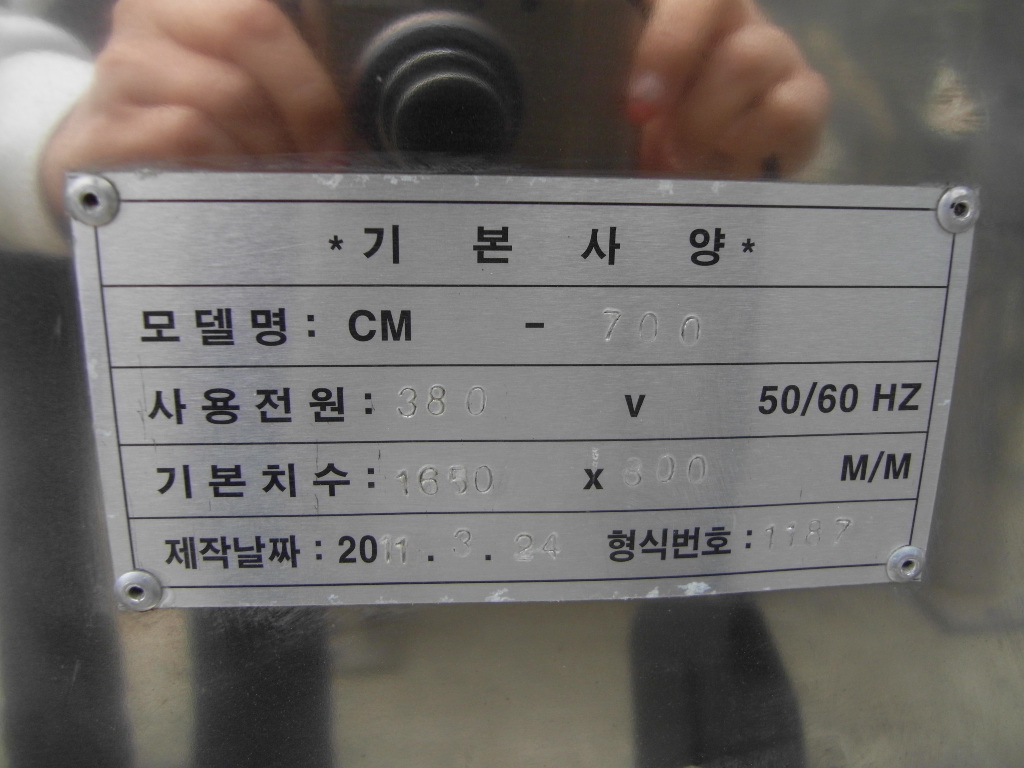 * 기 본 사 양 *
모델명 : CM - 700
사용전원 : 380 V 50/60 HZ
기본치수 : 1650 x 800 M/M
제작날짜 : 2011 . 3 . 24 형식번호 : 1187